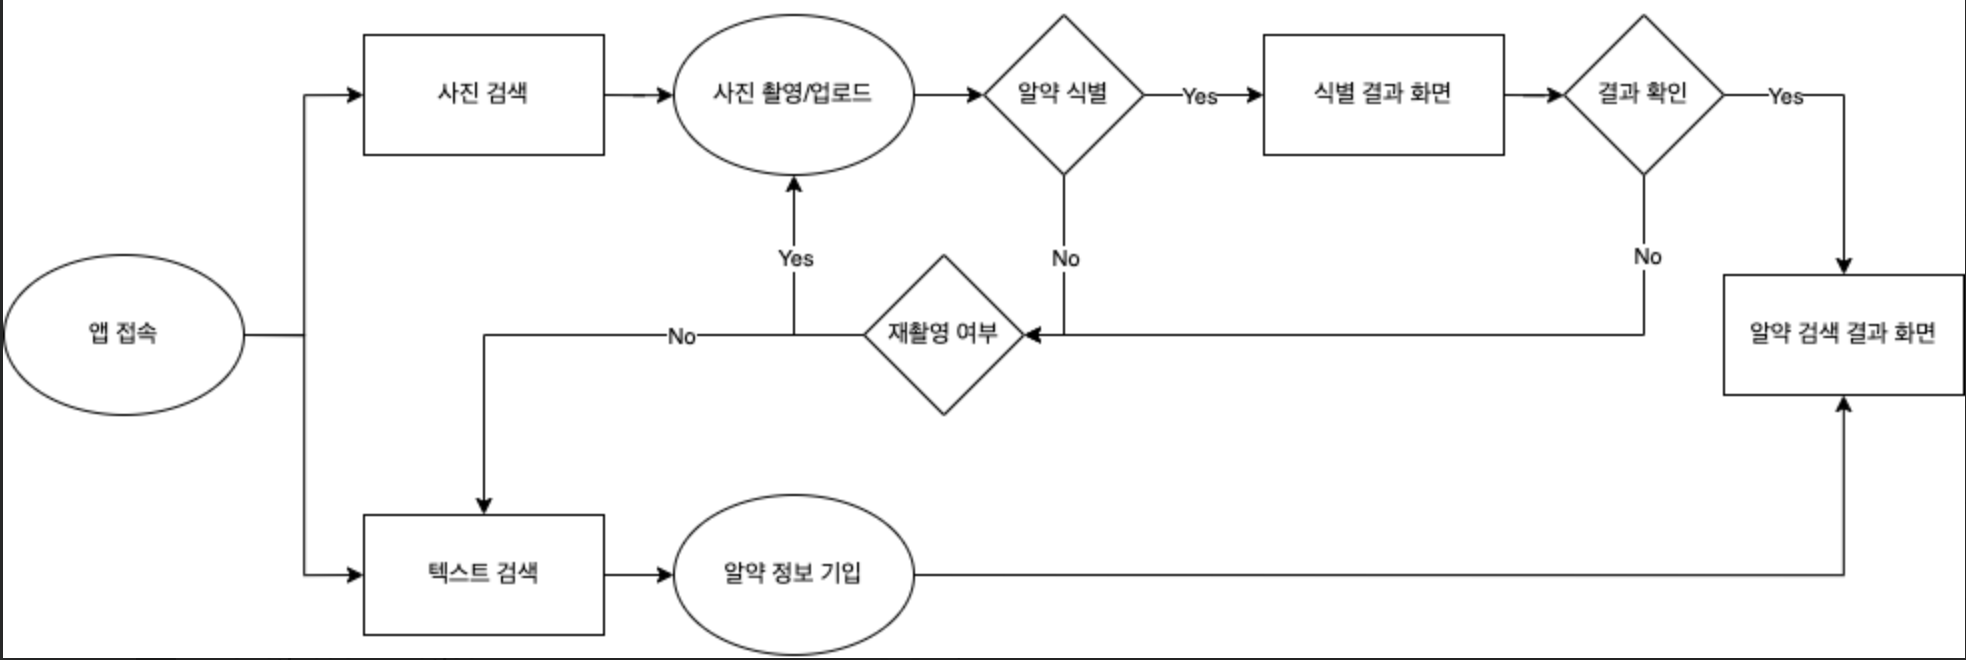 사진 검색
사진 촬영/업로드
알약 식별
Yes
식별 결과 화면
결과 확인
Yes
Yes
No
No
앱 접속
No
재촬영 여부
알약 검색 결과 화면
텍스트 검색
알약 정보 기입